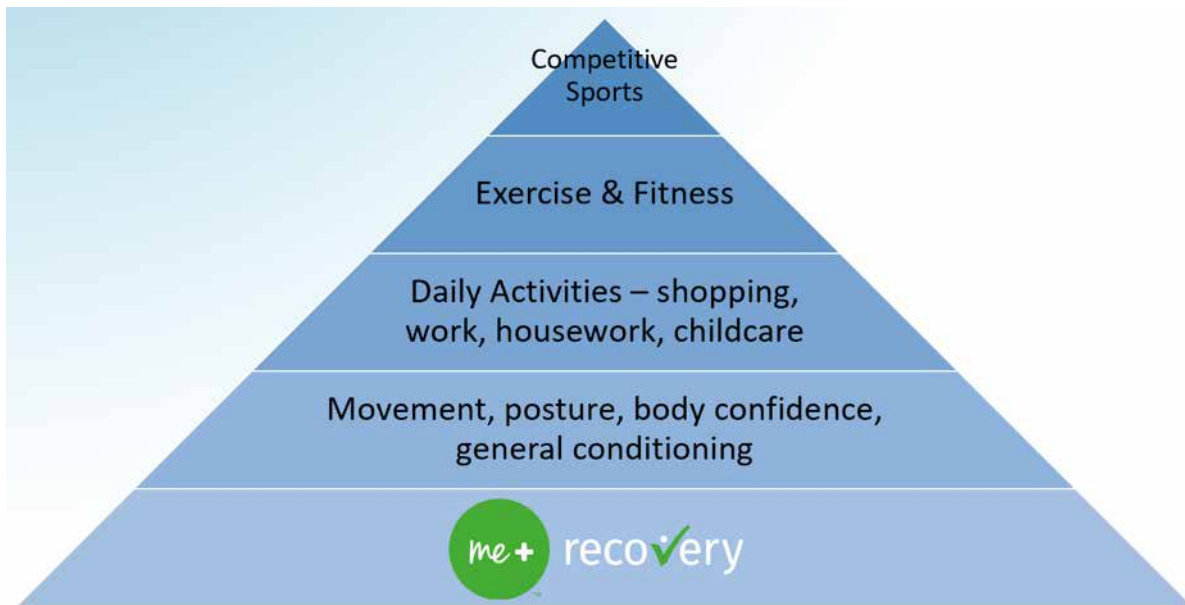 Competitive
Sports
Exercise & Fitness
Daily Activities – shopping,
work, housework, childcare
Movement, posture, body confidence,
general conditioning
me+ recovery